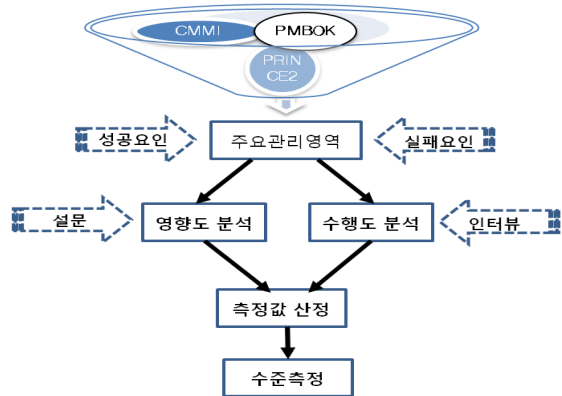 CMMI
PMBOK
PRIN
CE2
성공요인
주요관리영역
실패요인
설문
영향도 분석
수행도 분석
인터뷰
측정값 산정
수준측정